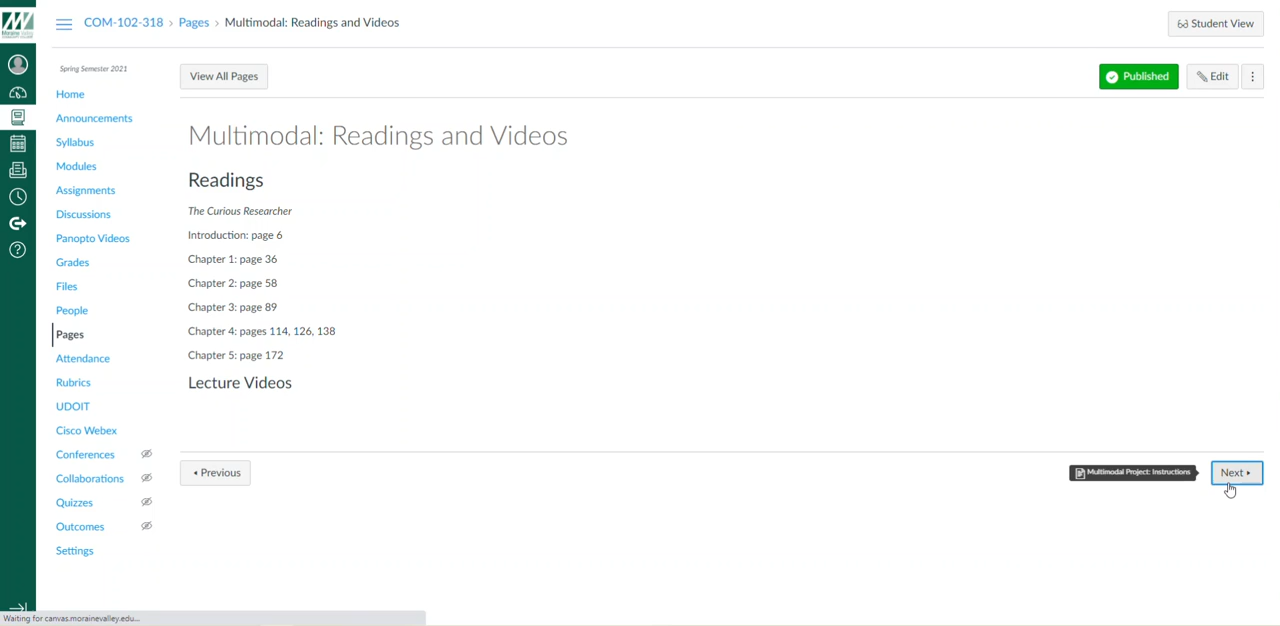 COM-102-318 › Pages › Multimodal: Readings and Videos
Student View
Spring Semester 2021
Home
Announcements
Syllabus
Modules
Assignments
Discussions
Panopto Videos
Grades
Files
People
Pages
Attendance
Rubrics
UDOIT
Cisco Webex
Conferences
Collaborations
Quizzes
Outcomes
Settings
View All Pages
Published
Edit
Multimodal: Readings and Videos
Readings
The Curious Researcher
Introduction: page 6
Chapter 1: page 36
Chapter 2: page 58
Chapter 3: page 89
Chapter 4: pages 114, 126, 138
Chapter 5: page 172
Lecture Videos
Previous
Multimodal Project: Instructions
Next
Waiting for canvas.morainevalley.edu...